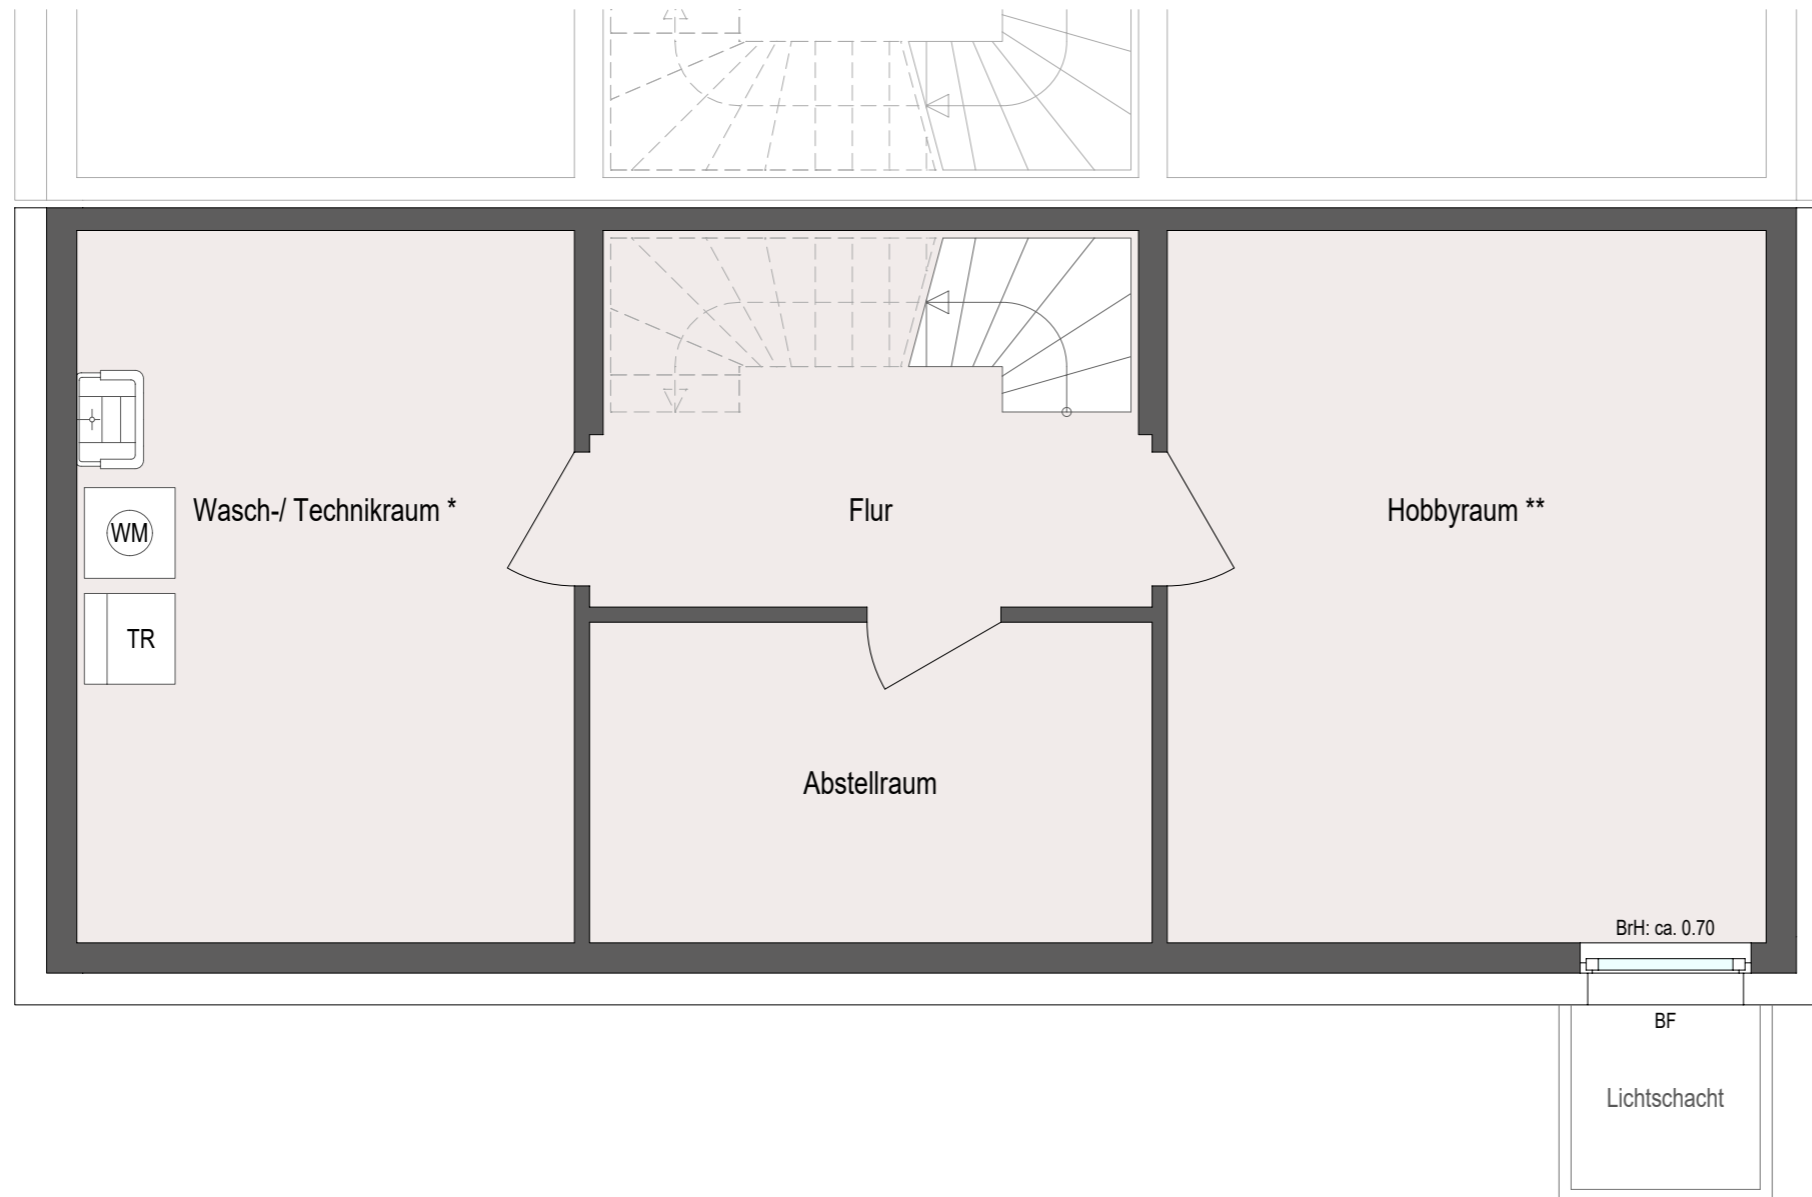 Wasch-/ Technikraum *
Flur
Hobbyraum **
WM
TR
Abstellraum
BrH: ca. 0.70
BF
Lichtschacht